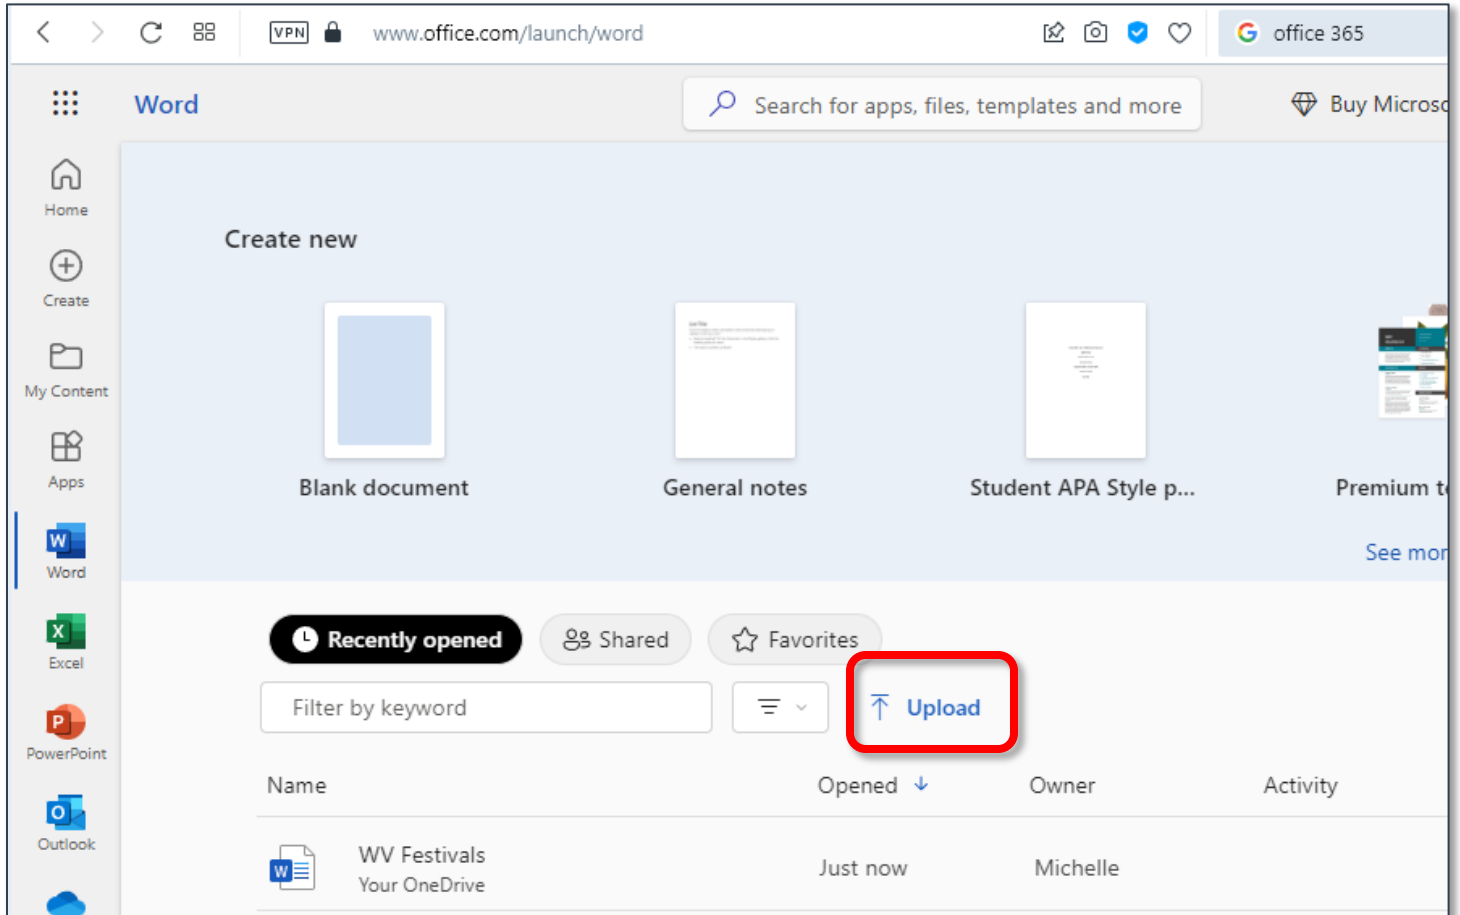 VPN
www.office.com/launch/word
office 365
Word
Search for apps, files, templates and more
Buy Microso
Home
Create
My Content
Apps
Word
Excel
PowerPoint
Outlook
Create new
Blank document
General notes
Student APA Style p...
Premium te
See mor
Recently opened
Shared
Favorites
Filter by keyword
Upload
Name
Opened
Owner
Activity
WV Festivals
Your OneDrive
Just now
Michelle